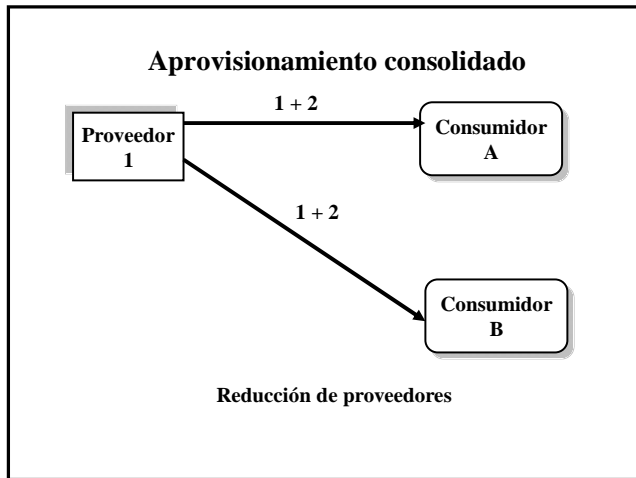 Aprovisionamiento consolidado
1 + 2
Proveedor
1
Consumidor
A
1 + 2
Consumidor
B
Reducción de proveedores